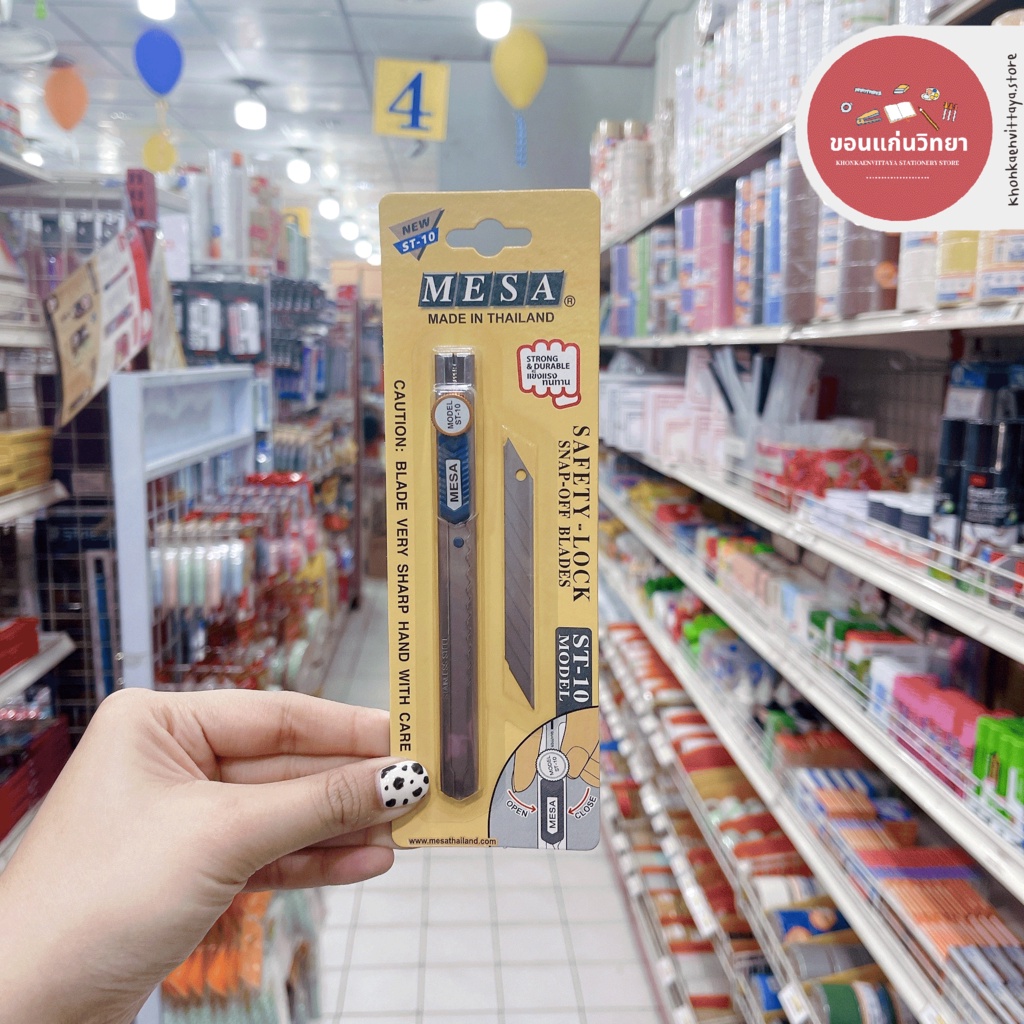 4
ขอนแก่นวิทยา
KHONKAENVITTAYA STATIONERY STORE
khonkaenvittaya.store
NEW
ST-10
MESA®
MADE IN THAILAND
STRONG
& DURABLE
แข็งแรง
ทนทาน
MODEL
ST-10
MESA
CAUTION: BLADE VERY SHARP HAND WITH CARE
SAFETY-LOCK
SNAP-OFF BLADES
ST-10
MODEL
MODEL
ST-10
OPEN
CLOSE
MESA
www.mesathailand.com